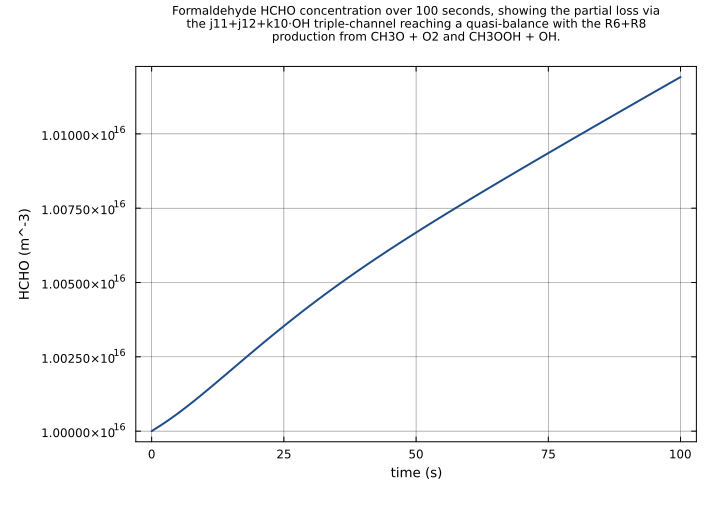 Formaldehyde HCHO concentration over 100 seconds, showing the partial loss via
the j11+j12+k10·OH triple-channel reaching a quasi-balance with the R6+R8
production from CH3O + O2 and CH3OOH + OH.
1.01000×10^16
1.00750×10^16
1.00500×10^16
1.00250×10^16
1.00000×10^16
HCHO (m^-3)
0 25 50 75 100
time (s)